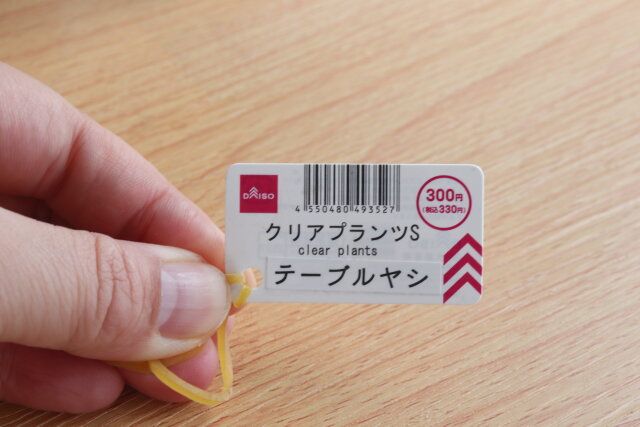 DAISO
4 550480 493527
300円
(税込330円)
クリアプランツS
clear plants
テーブルヤシ